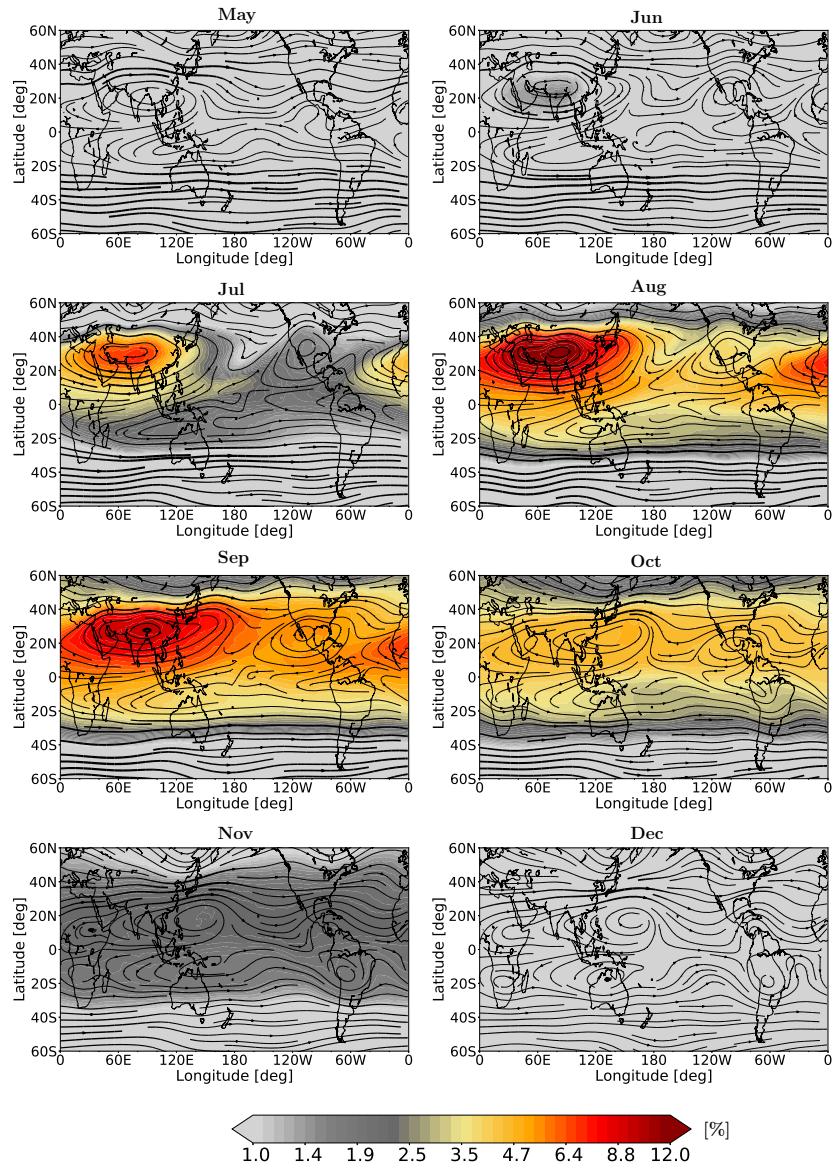 May
Jun
60N
40N
20N
0
20S
40S
60S
Latitude [deg]
0 60E 120E 180 120W 60W 0
Longitude [deg]
60N
40N
20N
0
20S
40S
60S
Latitude [deg]
0 60E 120E 180 120W 60W 0
Longitude [deg]
Jul
Aug
60N
40N
20N
0
20S
40S
60S
Latitude [deg]
0 60E 120E 180 120W 60W 0
Longitude [deg]
60N
40N
20N
0
20S
40S
60S
Latitude [deg]
0 60E 120E 180 120W 60W 0
Longitude [deg]
Sep
Oct
60N
40N
20N
0
20S
40S
60S
Latitude [deg]
0 60E 120E 180 120W 60W 0
Longitude [deg]
60N
40N
20N
0
20S
40S
60S
Latitude [deg]
0 60E 120E 180 120W 60W 0
Longitude [deg]
Nov
Dec
60N
40N
20N
0
20S
40S
60S
Latitude [deg]
0 60E 120E 180 120W 60W 0
Longitude [deg]
60N
40N
20N
0
20S
40S
60S
Latitude [deg]
0 60E 120E 180 120W 60W 0
Longitude [deg]
[%]
1.0 1.4 1.9 2.5 3.5 4.7 6.4 8.8 12.0